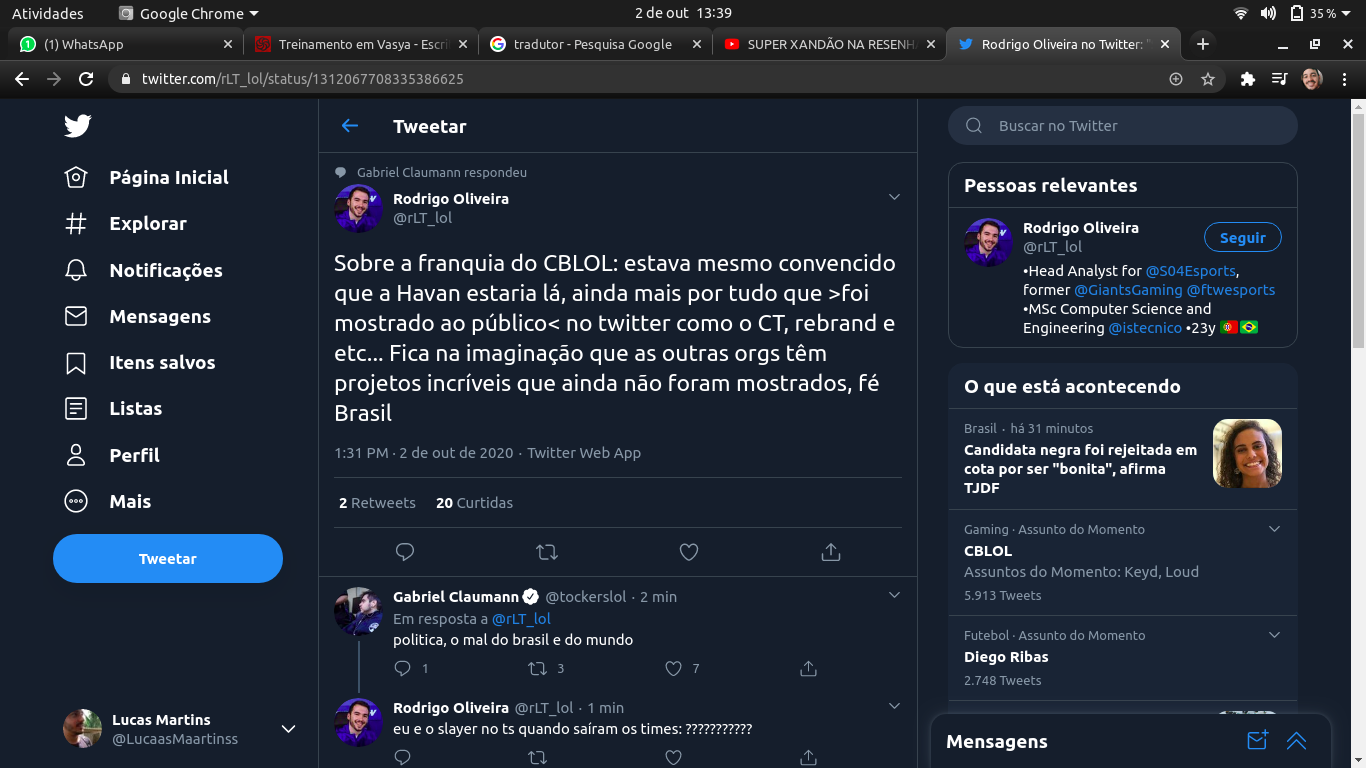 Atividades
Google Chrome
2 de out 13:39
35 %
(1) WhatsApp
Treinamento em Vasya - Escri
tradutor - Pesquisa Google
SUPER XANDÃO NA RESENHA
Rodrigo Oliveira no Twitter: "
twitter.com/rLT_lol/status/1312067708335386625
Página Inicial
Explorar
Notificações
Mensagens
Itens salvos
Listas
Perfil
Mais
Tweetar
Lucas Martins
@LucaasMaartinss
Tweetar
Gabriel Claumann respondeu
Rodrigo Oliveira
@rLT_lol
Sobre a franquia do CBLOL: estava mesmo convencido
que a Havan estaria lá, ainda mais por tudo que >foi
mostrado ao público< no twitter como o CT, rebrand e
etc... Fica na imaginação que as outras orgs têm
projetos incríveis que ainda não foram mostrados, fé
Brasil
1:31 PM · 2 de out de 2020 · Twitter Web App
2 Retweets 20 Curtidas
Gabriel Claumann @tockerslol · 2 min
Em resposta a @rLT_lol
politica, o mal do brasil e do mundo
1 3 7
Rodrigo Oliveira @rLT_lol · 1 min
eu e o slayer no ts quando saíram os times: ???????????
Buscar no Twitter
Pessoas relevantes
Rodrigo Oliveira
@rLT_lol
Seguir
•Head Analyst for @S04Esports,
former @GiantsGaming @ftwesports
•MSc Computer Science and
Engineering @istecnico •23y
O que está acontecendo
Brasil · há 31 minutos
Candidata negra foi rejeitada em
cota por ser "bonita", afirma
TJDF
Gaming · Assunto do Momento
CBLOL
Assuntos do Momento: Keyd, Loud
5.913 Tweets
Futebol · Assunto do Momento
Diego Ribas
2.748 Tweets
Mensagens